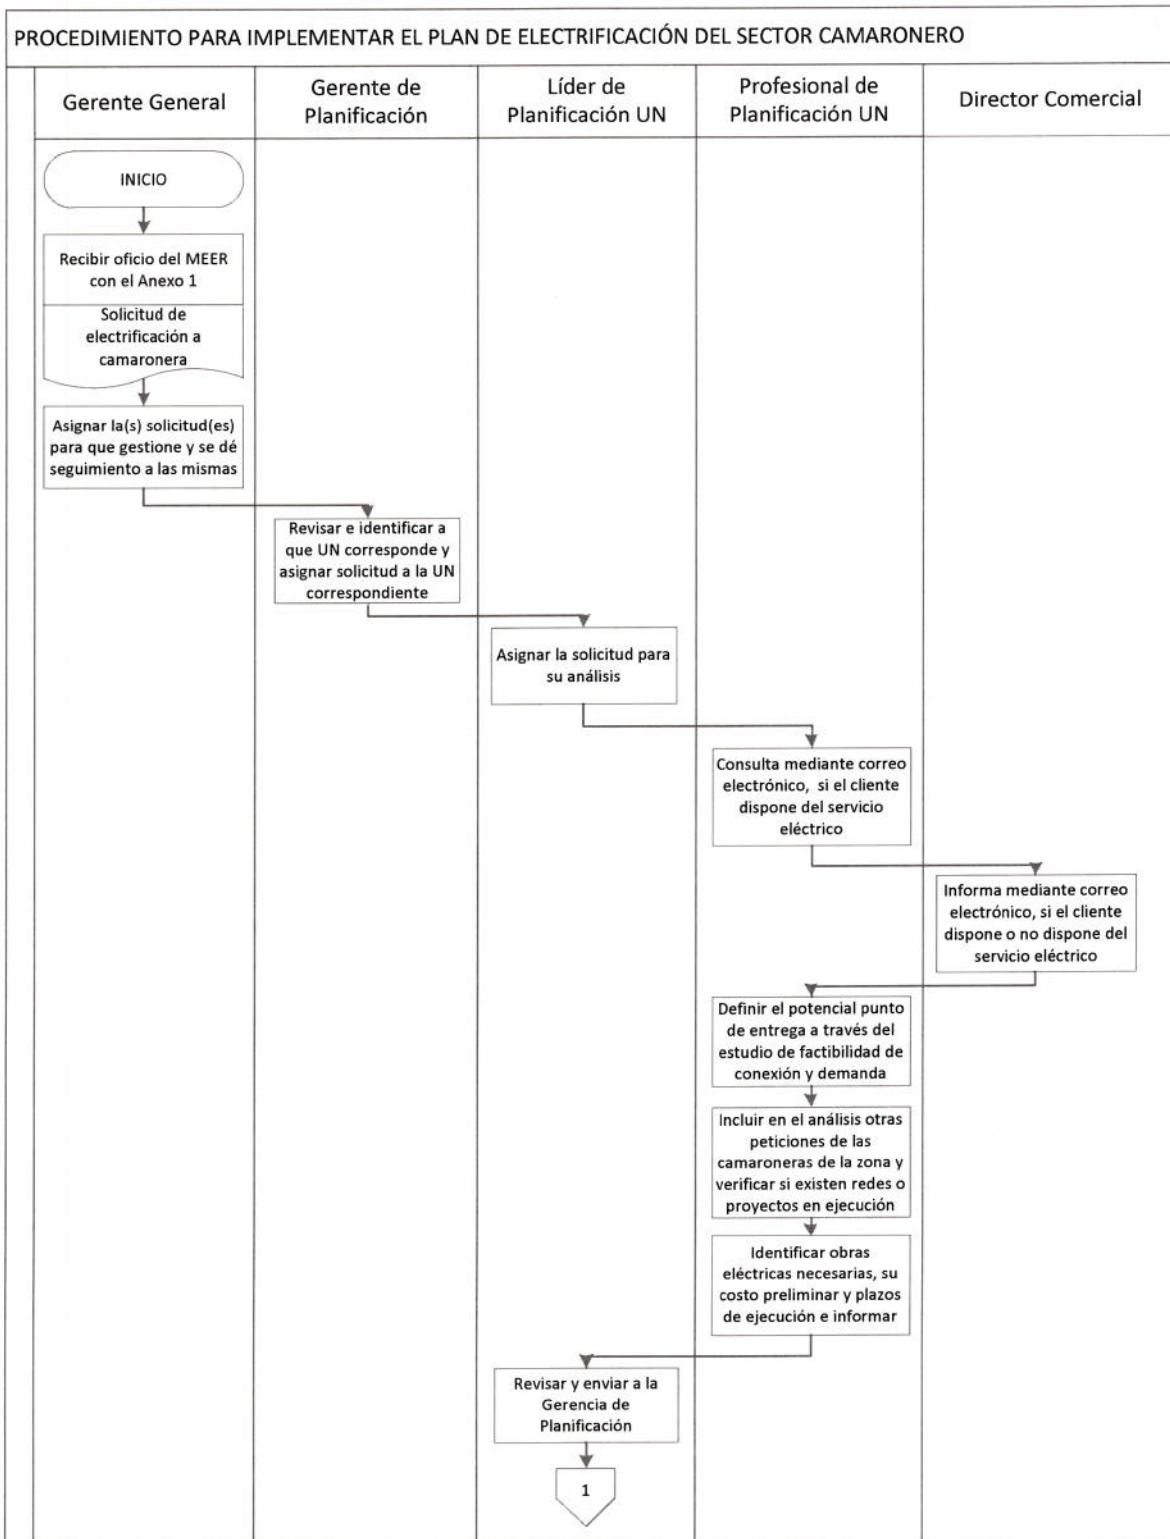 PROCEDIMIENTO PARA IMPLEMENTAR EL PLAN DE ELECTRIFICACIÓN DEL SECTOR CAMARONERO
Gerente General
Gerente de
Planificación
Líder de
Planificación UN
Profesional de
Planificación UN
Director Comercial
INICIO
Recibir oficio del MEER
con el Anexo 1
Solicitud de
electrificación a
camaronera
Asignar la(s) solicitud(es)
para que gestione y se dé
seguimiento a las mismas
Revisar e identificar a
que UN corresponde y
asignar solicitud a la UN
correspondiente
Asignar la solicitud para
su análisis
Consulta mediante correo
electrónico, si el cliente
dispone del servicio
eléctrico
Informa mediante correo
electrónico, si el cliente
dispone o no dispone del
servicio eléctrico
Definir el potencial punto
de entrega a través del
estudio de factibilidad de
conexión y demanda
Incluir en el análisis otras
peticiones de las
camaroneras de la zona y
verificar si existen redes o
proyectos en ejecución
Identificar obras
eléctricas necesarias, su
costo preliminar y plazos
de ejecución e informar
Revisar y enviar a la
Gerencia de
Planificación
1